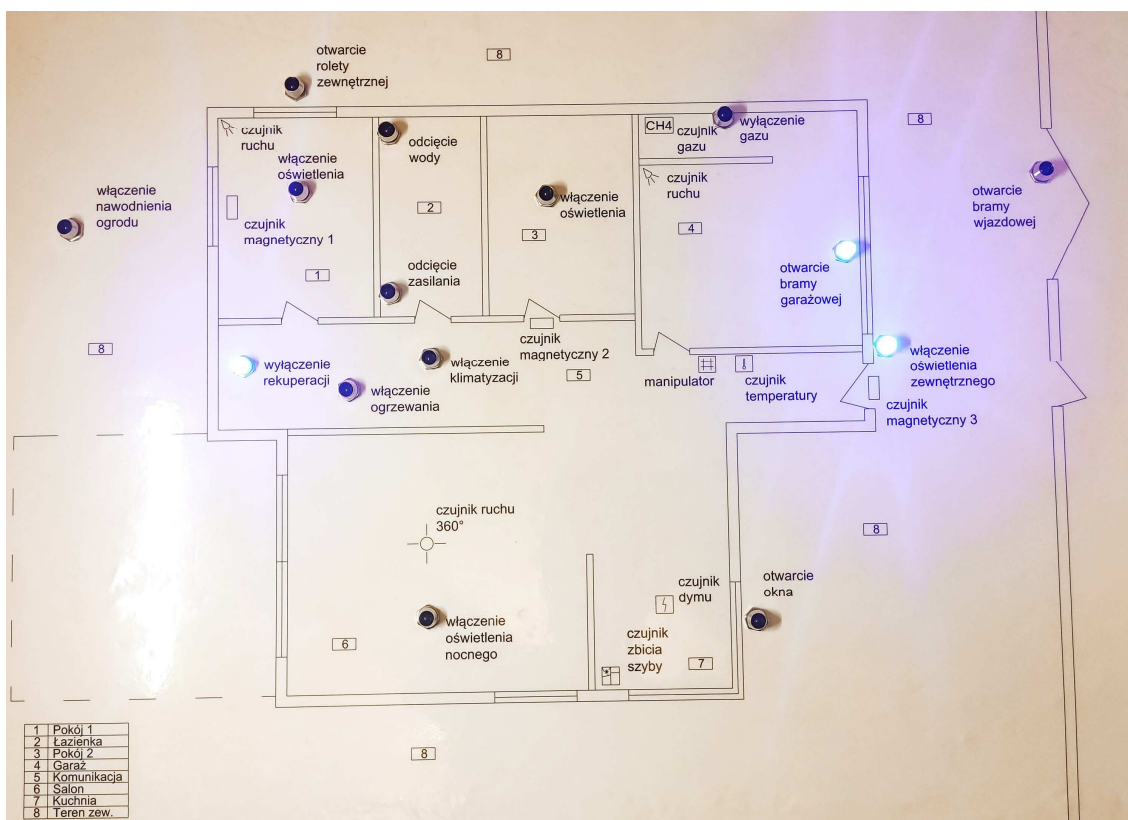 otwarcie
rolety
zewnętrznej
8
czujnik
ruchu
włączenie
oświetlenia
czujnik
magnetyczny 1
1
włączenie
nawodnienia
ogrodu
odcięcie
wody
2
odcięcie
zasilania
włączenie
oświetlenia
3
CH4
czujnik
gazu
wyłączenie
gazu
czujnik
ruchu
4
otwarcie
bramy
garażowej
8
otwarcie
bramy
wjazdowej
8
wyłączenie
rekuperacji
włączenie
ogrzewania
włączenie
klimatyzacji
czujnik
magnetyczny 2
5
manipulator
czujnik
temperatury
włączenie
oświetlenia
zewnętrznego
czujnik
magnetyczny 3
czujnik ruchu
360°
włączenie
oświetlenia
nocnego
6
czujnik
dymu
czujnik
zbicia
szyby
7
otwarcie
okna
8
8
1 Pokój 1
2 Łazienka
3 Pokój 2
4 Garaż
5 Komunikacja
6 Salon
7 Kuchnia
8 Teren zew.